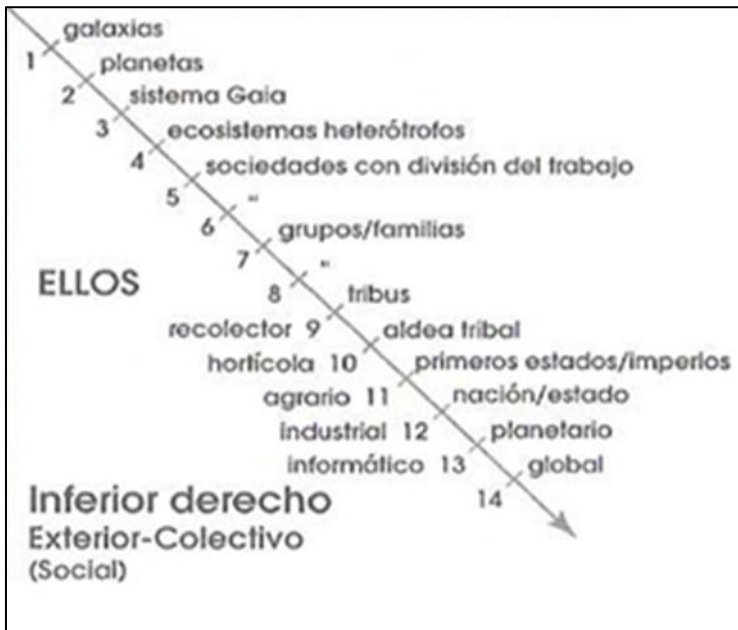 galaxias
1
planetas
2
sistema Gaia
3
ecosistemas heterótrofos
4
sociedades con división del trabajo
5
"
6
grupos/familias
7
"
8
ELLOS
tribus
recolector 9
aldea tribal
hortícola 10
primeros estados/imperios
agrario 11
nación/estado
industrial 12
planetario
informático 13
global
14
Inferior derecho
Exterior-Colectivo
(Social)